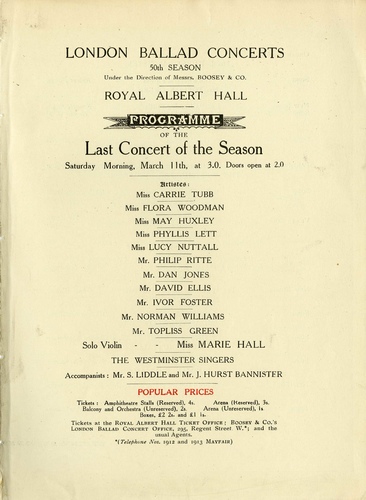 LONDON BALLAD CONCERTS
50th SEASON
Under the Direction of Messrs. BOOSEY & CO.
ROYAL ALBERT HALL
PROGRAMME
OF THE
Last Concert of the Season
Saturday Morning, March 11th, at 3.0. Doors open at 2.0
Artistes:
Miss CARRIE TUBB
Miss FLORA WOODMAN
Miss MAY HUXLEY
Miss PHYLLIS LETT
Miss LUCY NUTTALL
Mr. PHILIP RITTE
Mr. DAN JONES
Mr. DAVID ELLIS
Mr. IVOR FOSTER
Mr. NORMAN WILLIAMS
Mr. TOPLISS GREEN
Solo Violin - - Miss MARIE HALL
THE WESTMINSTER SINGERS
Accompanists: Mr. S. LIDDLE and Mr. J. HURST BANNISTER
POPULAR PRICES
Tickets: Amphitheatre Stalls (Reserved), 4s. Arena (Reserved), 3s.
Balcony and Orchestra (Unreserved), 2s. Arena (Unreserved), 1s.
Boxes, £2 2s. and £1 1s.
Tickets at the ROYAL ALBERT HALL TICKET OFFICE; BOOSEY & CO.'S
LONDON BALLAD CONCERT OFFICE, 295, REGENT STREET W.*; and the
usual Agents.
*(Telephone Nos. 1912 and 1913 MAYFAIR)